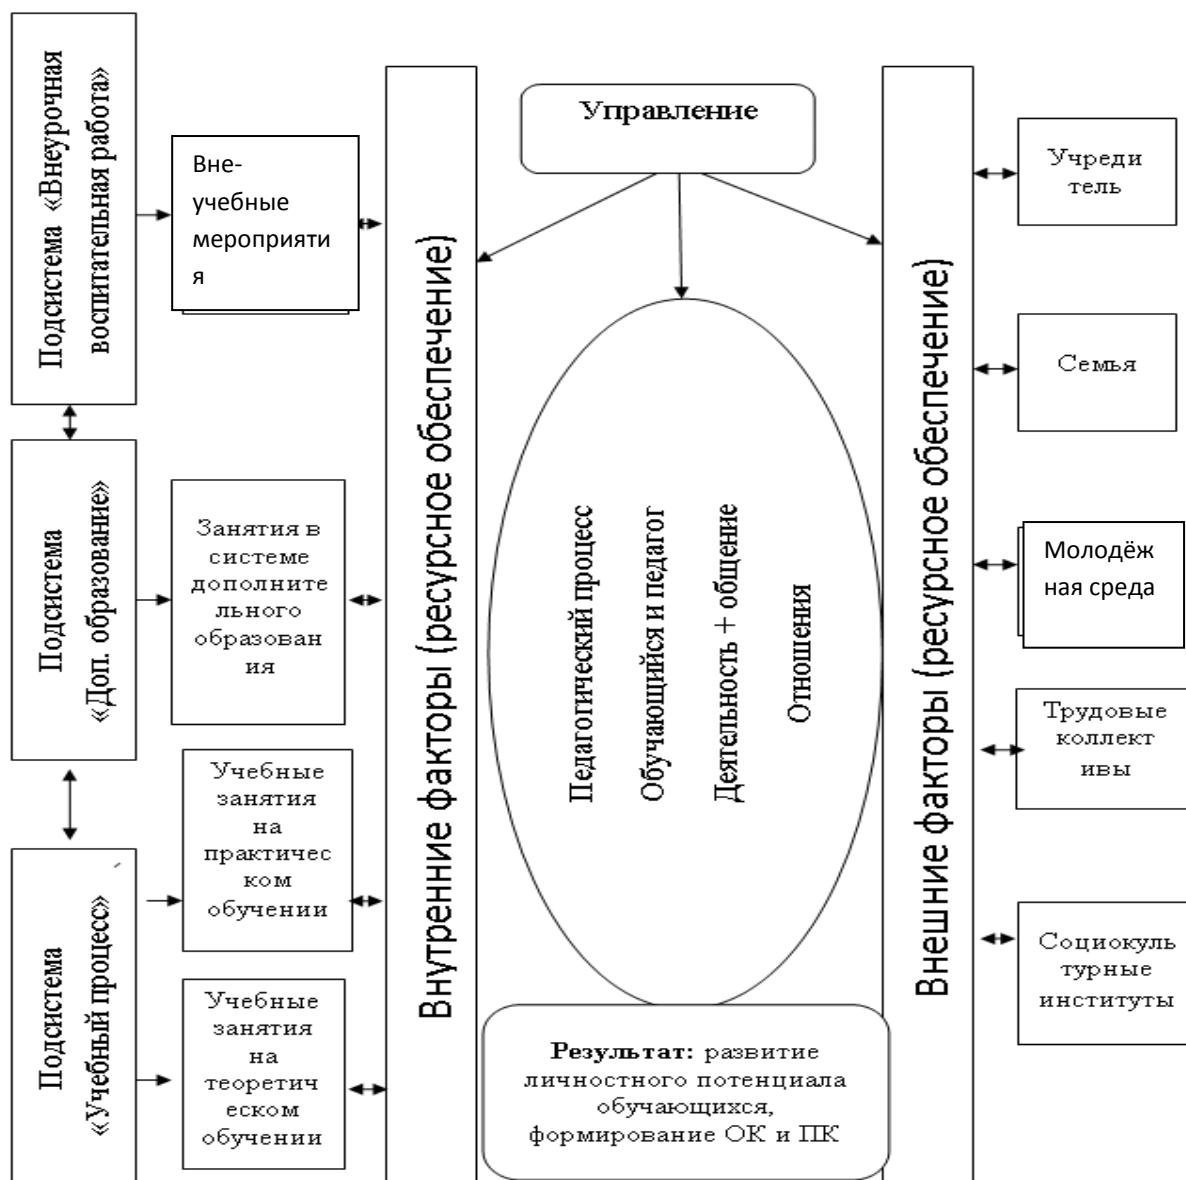 Подсистема «Внеурочная
воспитательная работа»
Вне-
учебные
мероприяти
я
Подсистема
«Доп. образование»
Занятия в
системе
дополните
льного
образован
ия
Подсистема
«Учебный процесс»
Учебные
занятия
на
практичес
ком
обучении
Учебные
занятия
на
теоретич
еском
обучении
Внутренние факторы (ресурсное обеспечение)
Управление
Педагогический процесс
Обучающийся и педагог
Деятельность + общение
Отношения
Результат: развитие
личностного потенциала
обучающихся,
формирование ОК и ПК
Внешние факторы (ресурсное обеспечение)
Учреди
тель
Семья
Молодёж
ная среда
Трудовые
коллект
ивы
Социокуль
турные
институты